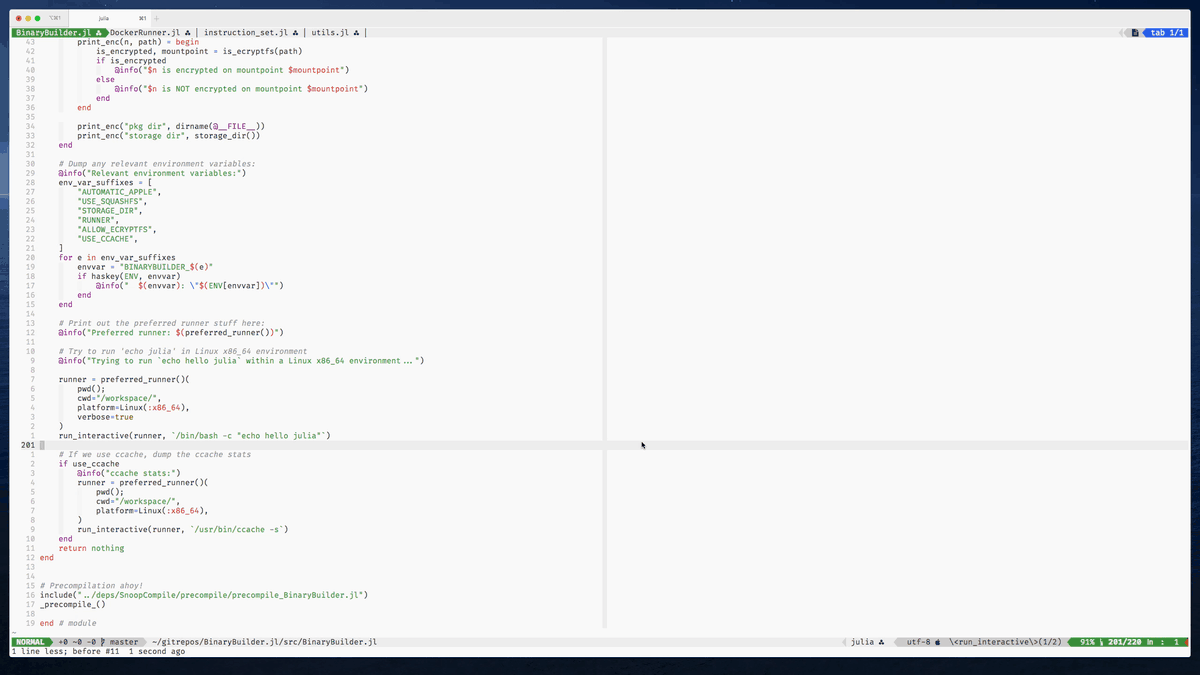 ⌥⌘1 julia ⌘1 +
BinaryBuilder.jl DockerRunner.jl | instruction_set.jl | utils.jl | tab 1/1
43 print_enc(n, path) = begin
42 is_encrypted, mountpoint = is_ecryptfs(path)
41 if is_encrypted
40 @info("$n is encrypted on mountpoint $mountpoint")
39 else
38 @info("$n is NOT encrypted on mountpoint $mountpoint")
37 end
36 end
35
34 print_enc("pkg dir", dirname(@__FILE__))
33 print_enc("storage dir", storage_dir())
32 end
31
30 # Dump any relevant environment variables:
29 @info("Relevant environment variables:")
28 env_var_suffixes = [
27 "AUTOMATIC_APPLE",
26 "USE_SQUASHFS",
25 "STORAGE_DIR",
24 "RUNNER",
23 "ALLOW_ECRYPTFS",
22 "USE_CCACHE",
21 ]
20 for e in env_var_suffixes
19 envvar = "BINARYBUILDER_$(e)"
18 if haskey(ENV, envvar)
17 @info("  $(envvar): \"$(ENV[envvar])\"")
16 end
15 end
14
13 # Print out the preferred runner stuff here:
12 @info("Preferred runner: $(preferred_runner())")
11
10 # Try to run 'echo julia' in Linux x86_64 environment
9 @info("Trying to run `echo hello julia` within a Linux x86_64 environment...")
8
7 runner = preferred_runner()(
6 pwd();
5 cwd="/workspace/",
4 platform=Linux(:x86_64),
3 verbose=true
2 )
1 run_interactive(runner, `/bin/bash -c "echo hello julia"`)
201
1 # If we use ccache, dump the ccache stats
2 if use_ccache
3 @info("ccache stats:")
4 runner = preferred_runner()(
5 pwd();
6 cwd="/workspace/",
7 platform=Linux(:x86_64),
8 )
9 run_interactive(runner, `/usr/bin/ccache -s`)
10 end
11 return nothing
12 end
13
14
15 # Precompilation ahoy!
16 include("../deps/SnoopCompile/precompile/precompile_BinaryBuilder.jl")
17 _precompile_()
18
19 end # module
~
NORMAL +0 ~0 -0 master ~/gitrepos/BinaryBuilder.jl/src/BinaryBuilder.jl julia utf-8 \<run_interactive\>(1/2) 91% 201/220 ln : 1
1 line less; before #11 1 second ago